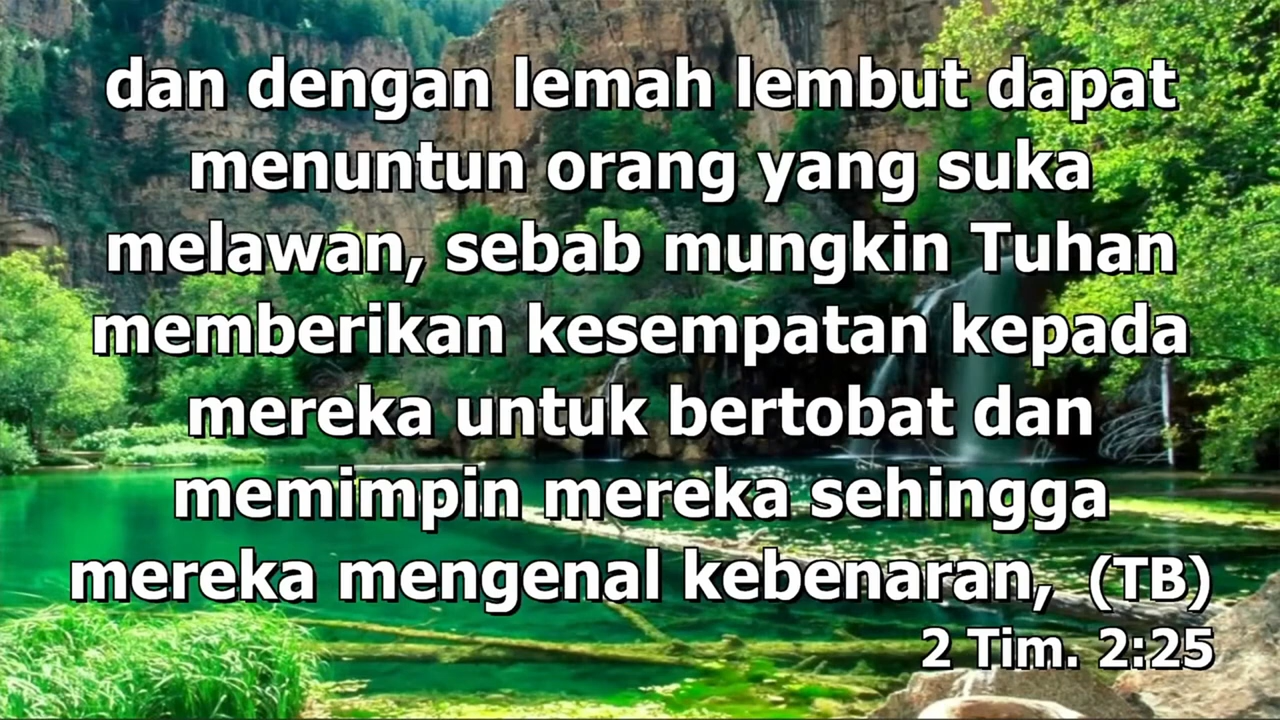 dan dengan lemah lembut dapat
menuntun orang yang suka
melawan, sebab mungkin Tuhan
memberikan kesempatan kepada
mereka untuk bertobat dan
memimpin mereka sehingga
mereka mengenal kebenaran, (TB)
2 Tim. 2:25